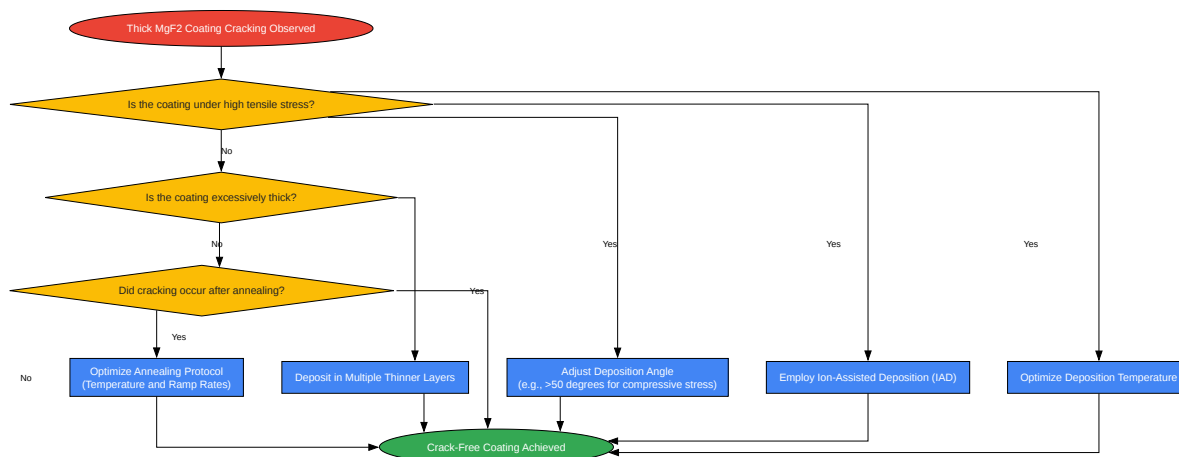 Thick MgF2 Coating Cracking Observed
Is the coating under high tensile stress?
No
Is the coating excessively thick?
No
Yes
Yes
Yes
Did cracking occur after annealing?
Yes
Yes
No
Optimize Annealing Protocol
(Temperature and Ramp Rates)
Deposit in Multiple Thinner Layers
Adjust Deposition Angle
(e.g., >50 degrees for compressive stress)
Employ Ion-Assisted Deposition (IAD)
Optimize Deposition Temperature
Crack-Free Coating Achieved